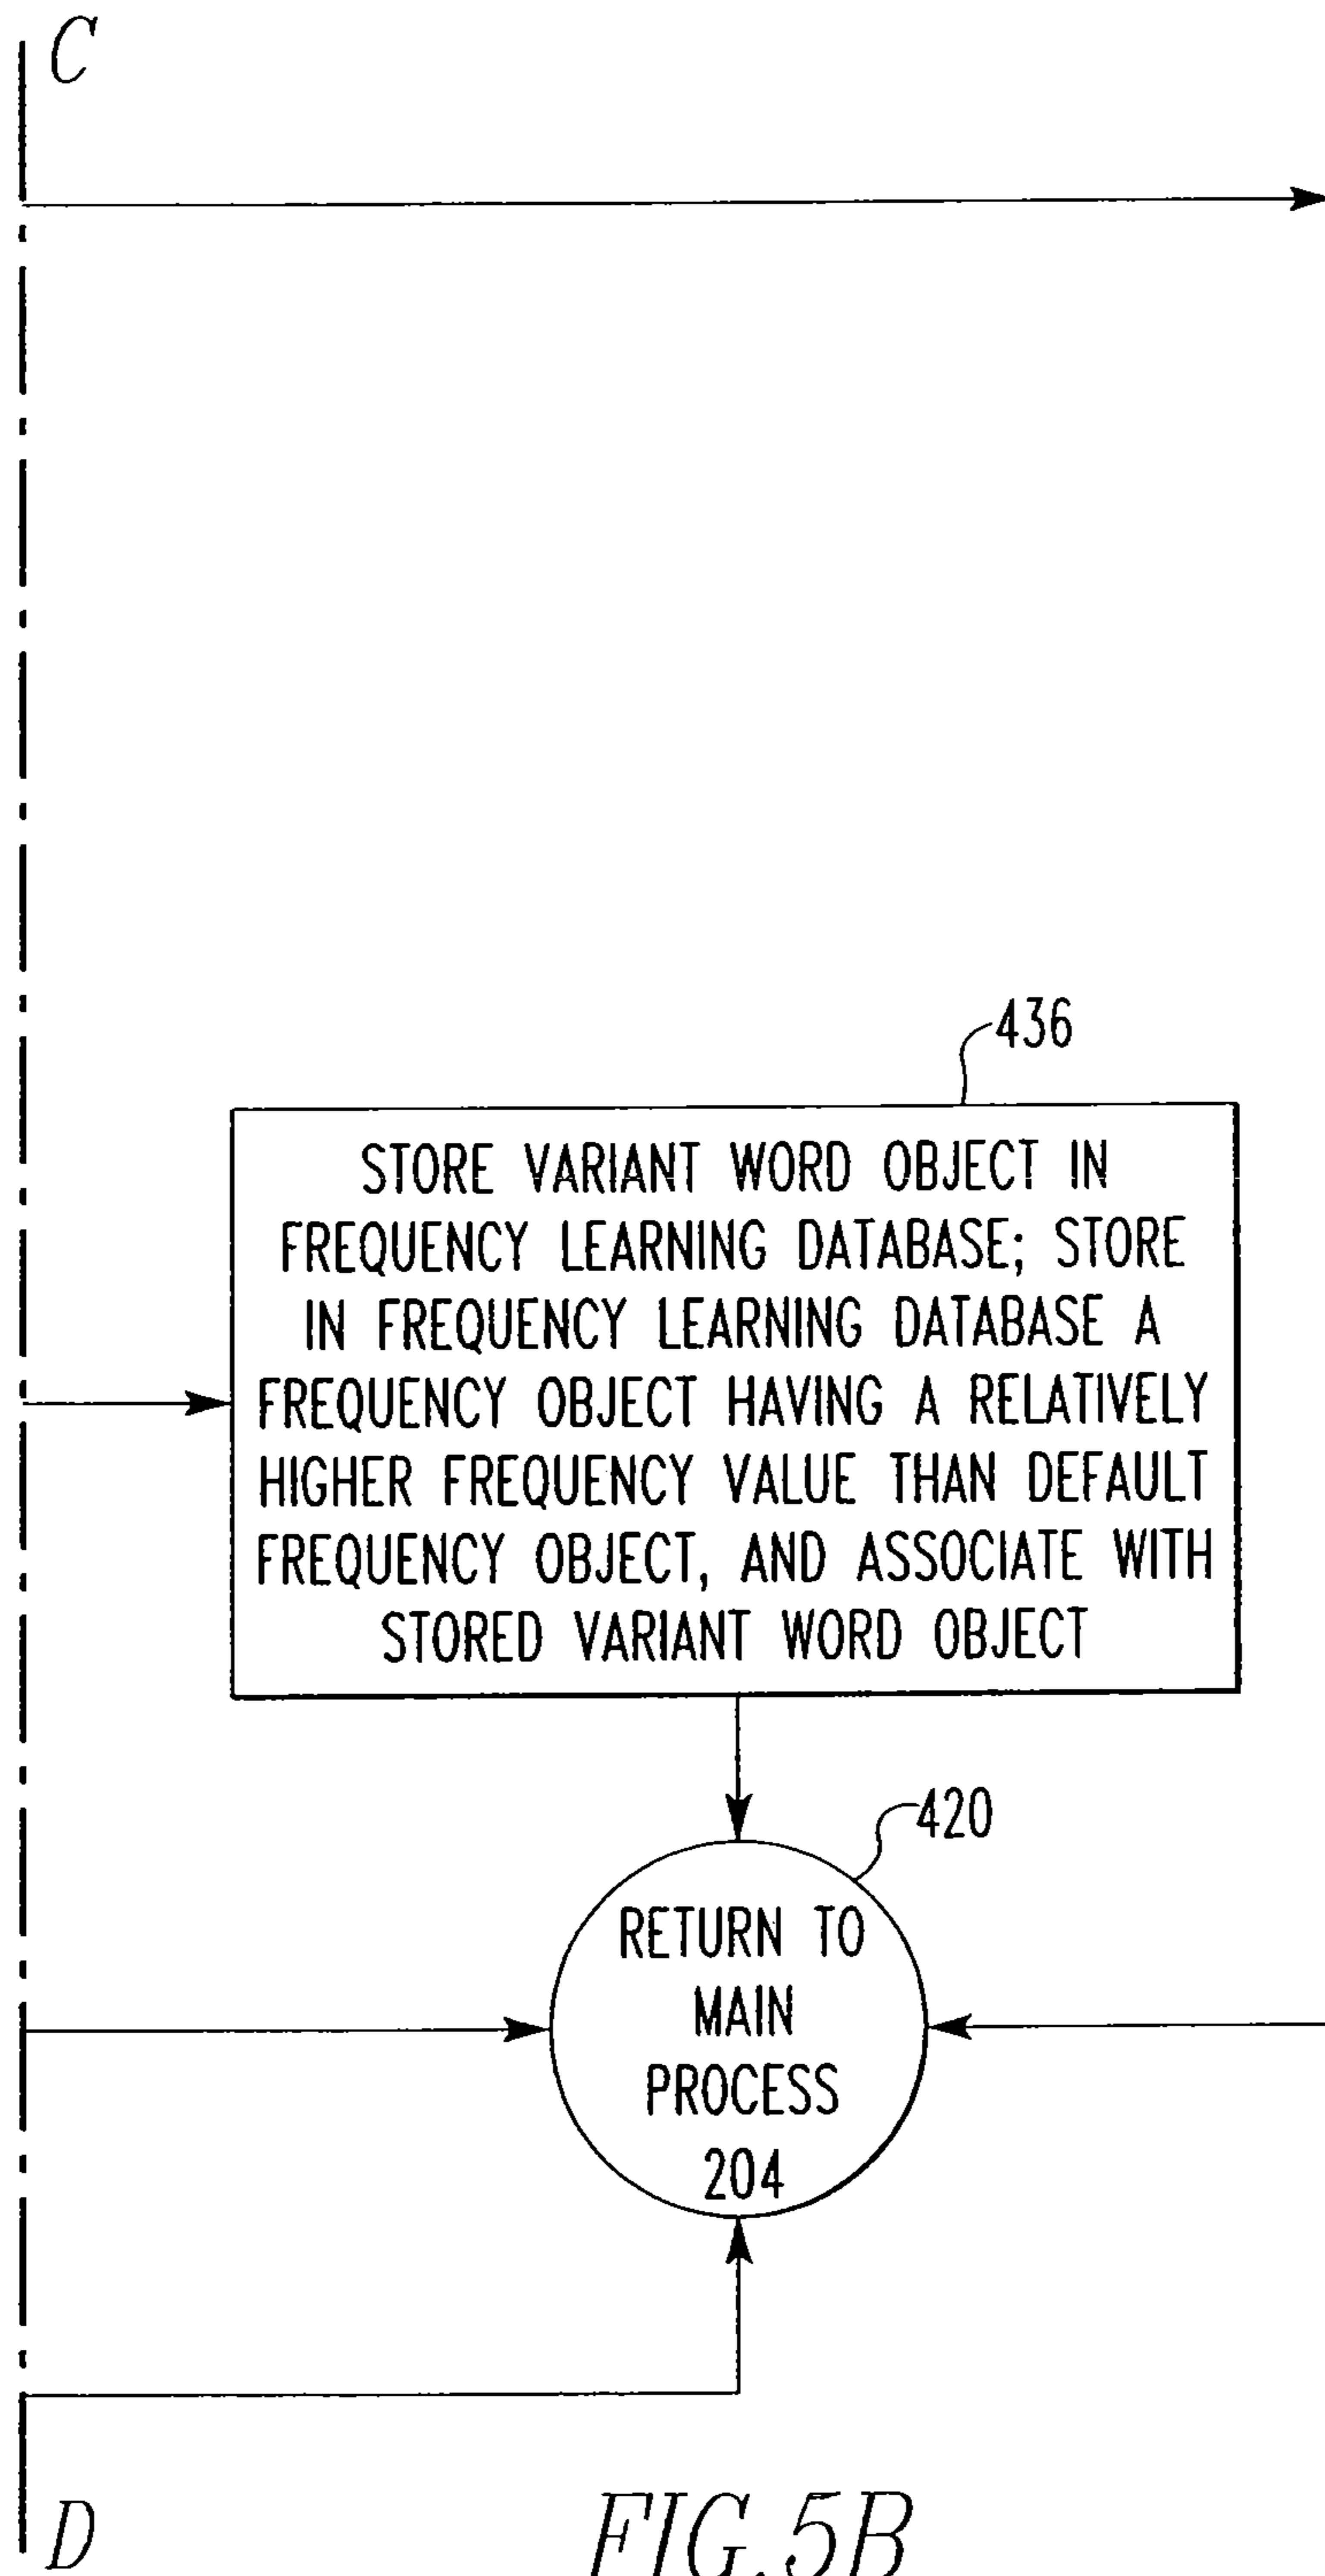 C
436
STORE VARIANT WORD OBJECT IN
FREQUENCY LEARNING DATABASE; STORE
IN FREQUENCY LEARNING DATABASE A
FREQUENCY OBJECT HAVING A RELATIVELY
HIGHER FREQUENCY VALUE THAN DEFAULT
FREQUENCY OBJECT, AND ASSOCIATE WITH
STORED VARIANT WORD OBJECT
420
RETURN TO
MAIN
PROCESS
204
D
FIG.5B